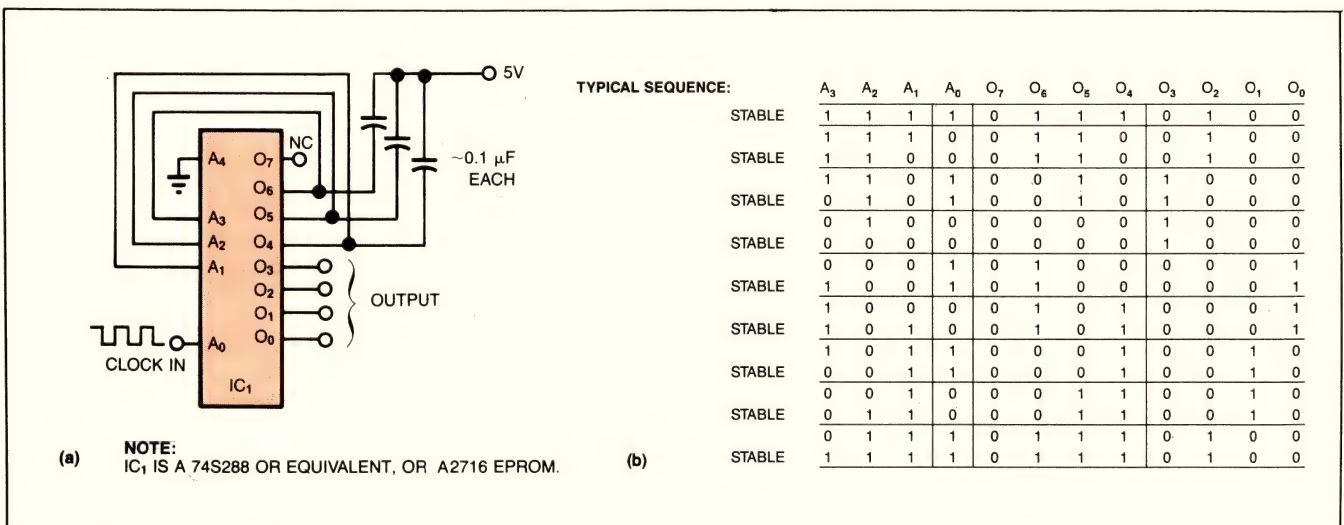 5V
NC
A₄ O₇
~0.1 µF
EACH
O₆
A₃ O₅
A₂ O₄
A₁ O₃
O₂
O₁
OUTPUT
A₀ O₀
CLOCK IN
IC₁
(a) NOTE:
IC₁ IS A 74S288 OR EQUIVALENT, OR A2716 EPROM.
TYPICAL SEQUENCE: A₃ A₂ A₁ A₀ O₇ O₆ O₅ O₄ O₃ O₂ O₁ O₀
STABLE 1 1 1 1 0 1 1 1 0 1 0 0
1 1 1 0 0 1 1 0 0 1 0 0
STABLE 1 1 0 0 0 1 1 0 0 1 0 0
1 1 0 1 0 0 1 0 1 0 0 0
STABLE 0 1 0 1 0 0 1 0 1 0 0 0
0 1 0 0 0 0 0 0 1 0 0 0
STABLE 0 0 0 0 0 0 0 0 1 0 0 0
0 0 0 1 0 1 0 0 0 0 0 1
STABLE 1 0 0 1 0 1 0 0 0 0 0 1
1 0 0 0 0 1 0 1 0 0 0 1
STABLE 1 0 1 0 0 1 0 1 0 0 0 1
1 0 1 1 0 0 0 1 0 0 1 0
STABLE 0 0 1 1 0 0 0 1 0 0 1 0
0 0 1 0 0 0 1 1 0 0 1 0
STABLE 0 1 1 0 0 0 1 1 0 0 1 0
0 1 1 1 0 1 1 1 0 1 0 0
STABLE 1 1 1 1 0 1 1 1 0 1 0 0
(b)